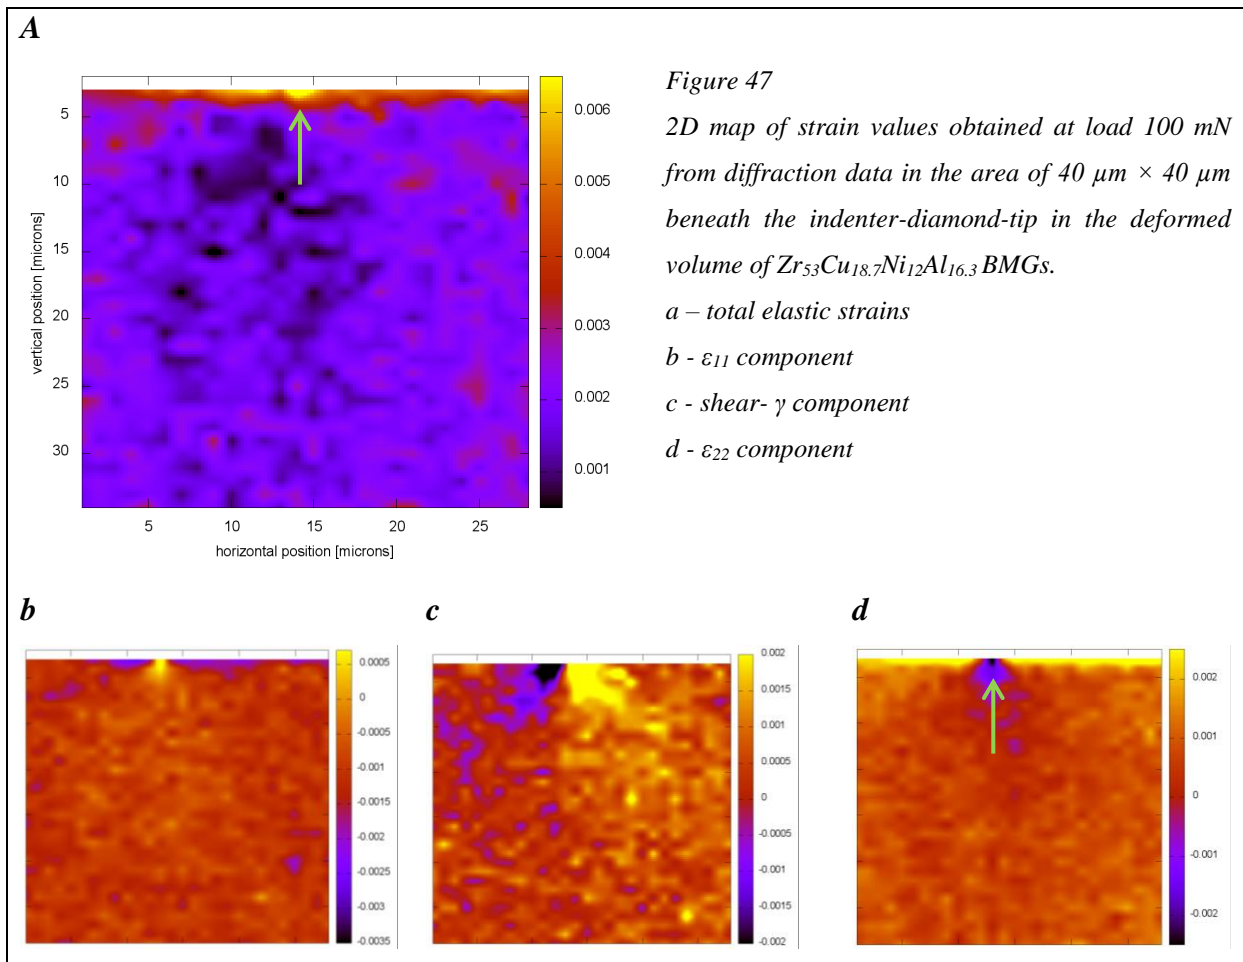 A
Figure 47
2D map of strain values obtained at load 100 mN
from diffraction data in the area of 40 µm × 40 µm
beneath the indenter-diamond-tip in the deformed
volume of Zr53Cu18.7Ni12Al16.3 BMGs.
a – total elastic strains
b - ε11 component
c - shear- γ component
d - ε22 component
vertical position [microns]
5
10
15
20
25
30
5 10 15 20 25
horizontal position [microns]
0.006
0.005
0.004
0.003
0.002
0.001
b
0.0005
0
-0.0005
-0.001
-0.0015
-0.002
-0.0025
-0.003
-0.0035
c
0.002
0.0015
0.001
0.0005
0
-0.0005
-0.001
-0.0015
-0.002
d
0.002
0.001
0
-0.001
-0.002